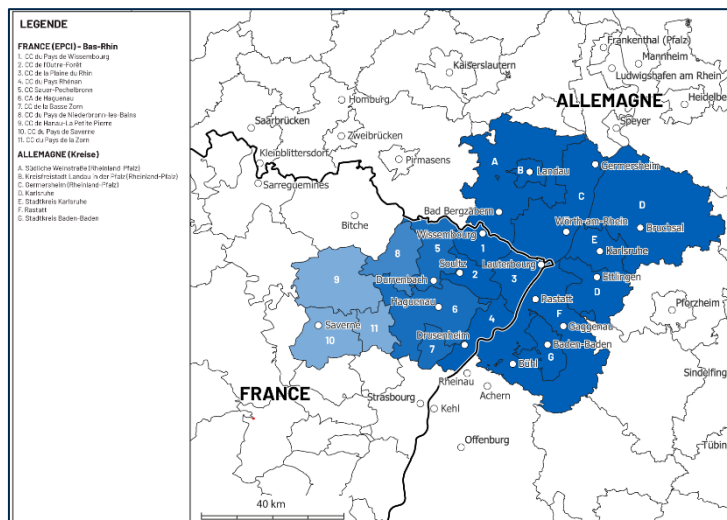 LEGENDE
FRANCE (EPCI) - Bas-Rhin
1. CC du Pays de Wissembourg
2. CC de l'Outre-Forêt
3. CC de la Plaine du Rhin
4. CC du Pays Rhénan
5. CC Sauer-Pechelbronn
6. CA de Haguenau
7. CC de la Basse Zorn
8. CC du Pays de Niederbronn-les-Bains
9. CC de Hanau-La Petite Pierre
10. CC du Pays de Saverne
11. CC du Pays de la Zorn
ALLEMAGNE (Kreise)
A. Südliche Weinstraße (Rheinland-Pfalz)
B. Kreisfreistadt Landau in der Pfalz (Rheinland-Pfalz)
C. Germersheim (Rheinland-Pfalz)
D. Karlsruhe
E. Stadtkreis Karlsruhe
F. Rastatt
G. Stadtkreis Baden-Baden
Frankenthal (Pfalz)
Mannheim
Kaiserslautern
Ludwigshafen am Rhein
Homburg
ALLEMAGNE
Heidelbe
Saarbrücken
Zweibrücken
Speyer
Kleinblittersdorf
Pirmasens
A
B
Landau
Germersheim
Sarreguemines
C
D
Bitche
Bad Bergzabern
Wörth-am-Rhein
Bruchsal
Wissembourg
8
5
1
E
Karlsruhe
Soultz
2
Lauterbourg
9
Dorsenbach
3
Ettlingen
D
Haguenau
6
Rastatt
Pforzheim
4
F
Saverne
11
Gaggenau
10
Drusenheim
7
Baden-Baden
G
Bühl
Sindelfing
Rheinau
FRANCE
Strasbourg
Achern
Kehl
Tübin
Offenburg
40 km